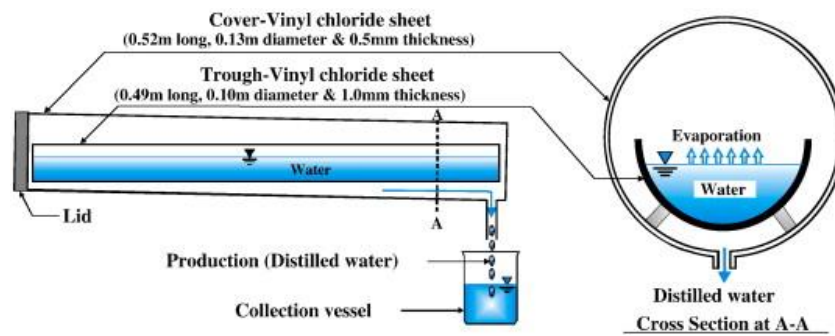 Cover-Vinyl chloride sheet
(0.52m long, 0.13m diameter & 0.5mm thickness)
Trough-Vinyl chloride sheet
(0.49m long, 0.10m diameter & 1.0mm thickness)
A
Water
A
Lid
Production (Distilled water)
Collection vessel
Evaporation
Water
Distilled water
Cross Section at A-A